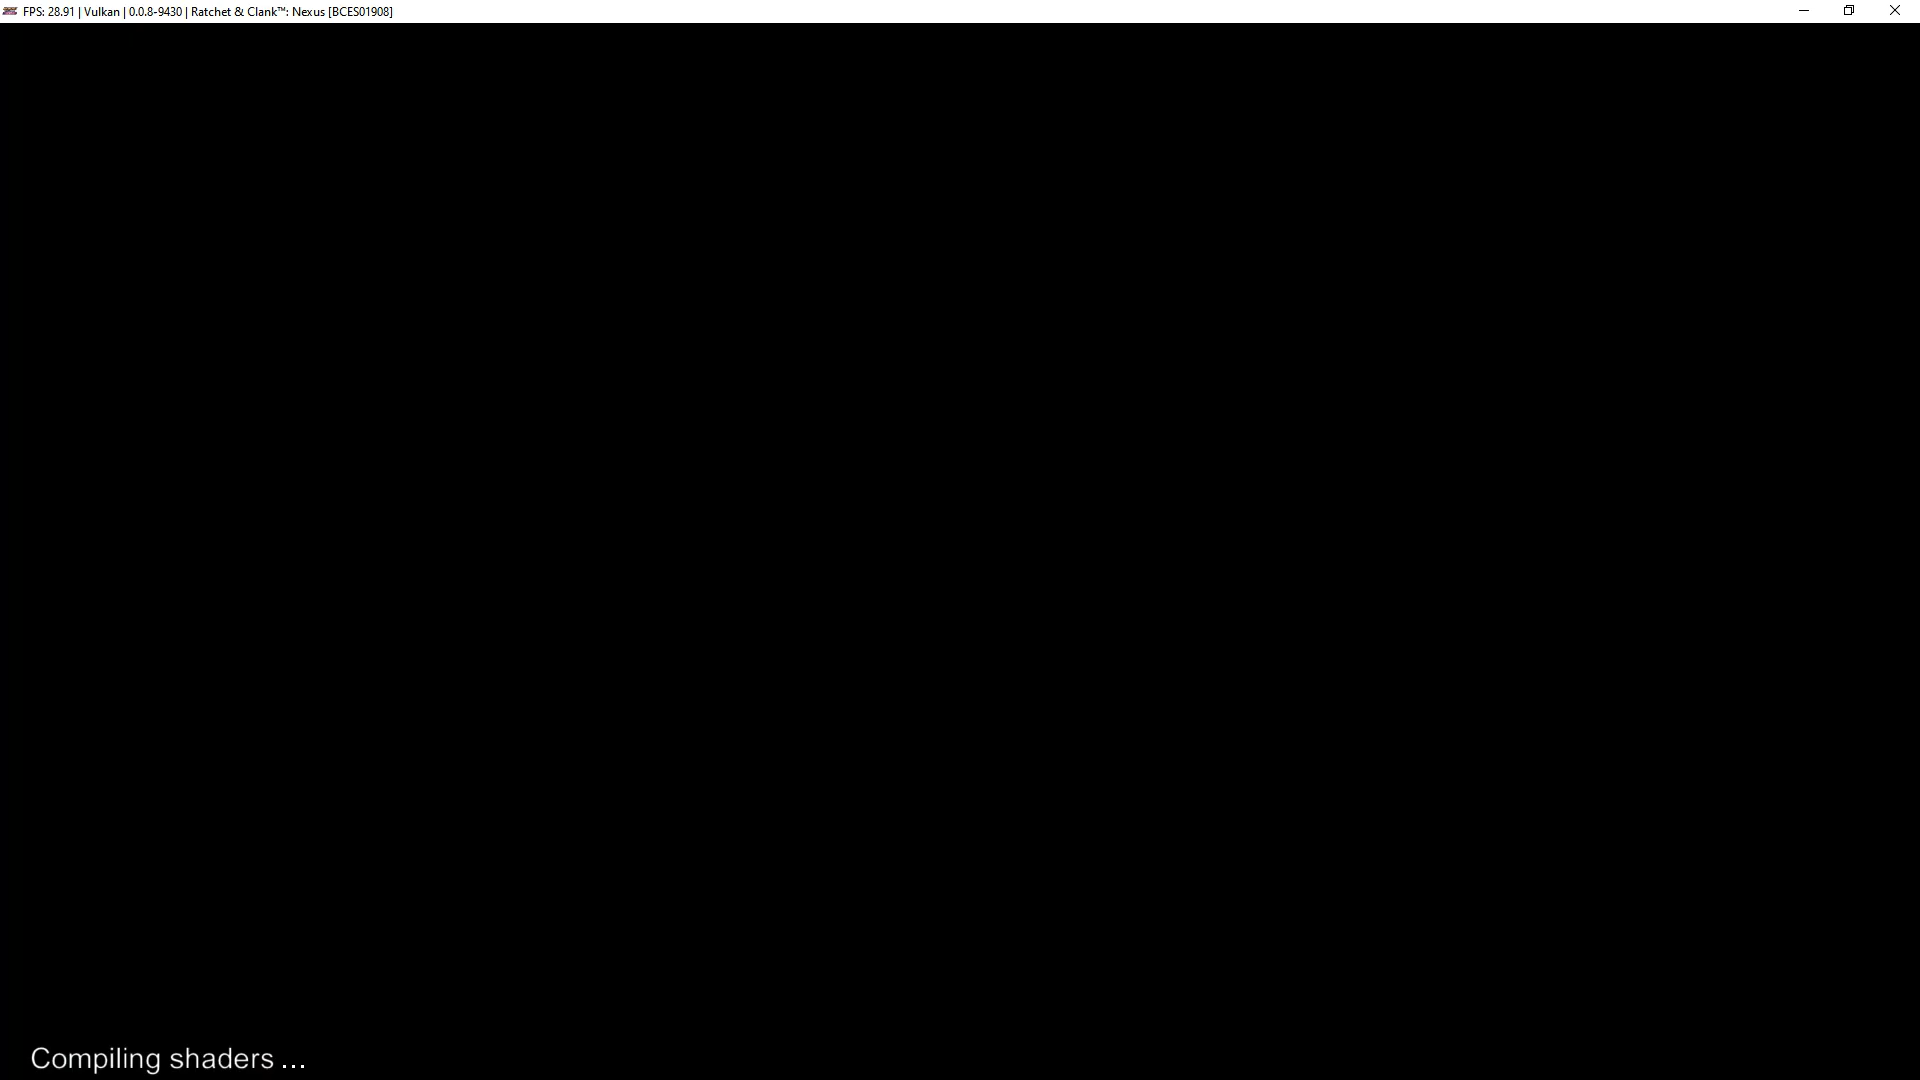 FPS: 28.91 | Vulkan | 0.0.8-9430 | Ratchet & Clank™: Nexus [BCES01908]
Compiling shaders ...